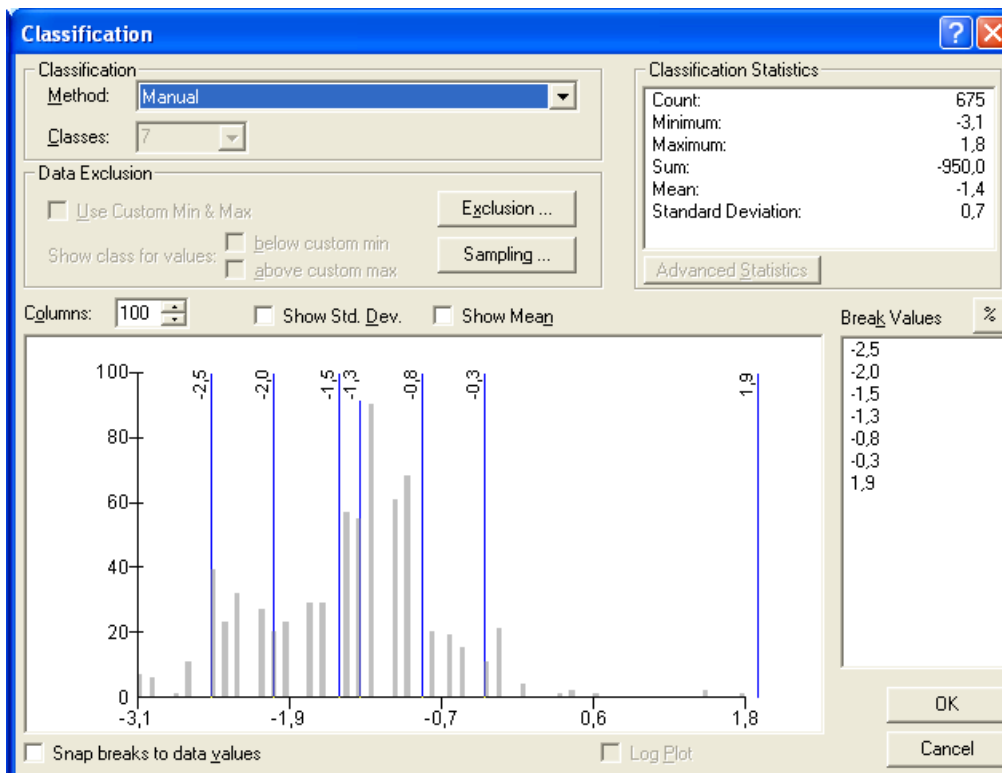 Classification
Classification
Method: Manual
Classes: 7
Data Exclusion
Use Custom Min & Max
Exclusion ...
Show class for values:
below custom min
above custom max
Sampling ...
Classification Statistics
Count: 675
Minimum: -3,1
Maximum: 1,8
Sum: -950,0
Mean: -1,4
Standard Deviation: 0,7
Advanced Statistics
Columns: 100
Show Std. Dev.
Show Mean
Break Values
%
100
80
60
40
20
0
-2,5
-2,0
-1,5
-1,3
-0,8
-0,3
1,9
-3,1 -1,9 -0,7 0,6 1,8
-2,5
-2,0
-1,5
-1,3
-0,8
-0,3
1,9
Snap breaks to data values
Log Plot
OK
Cancel